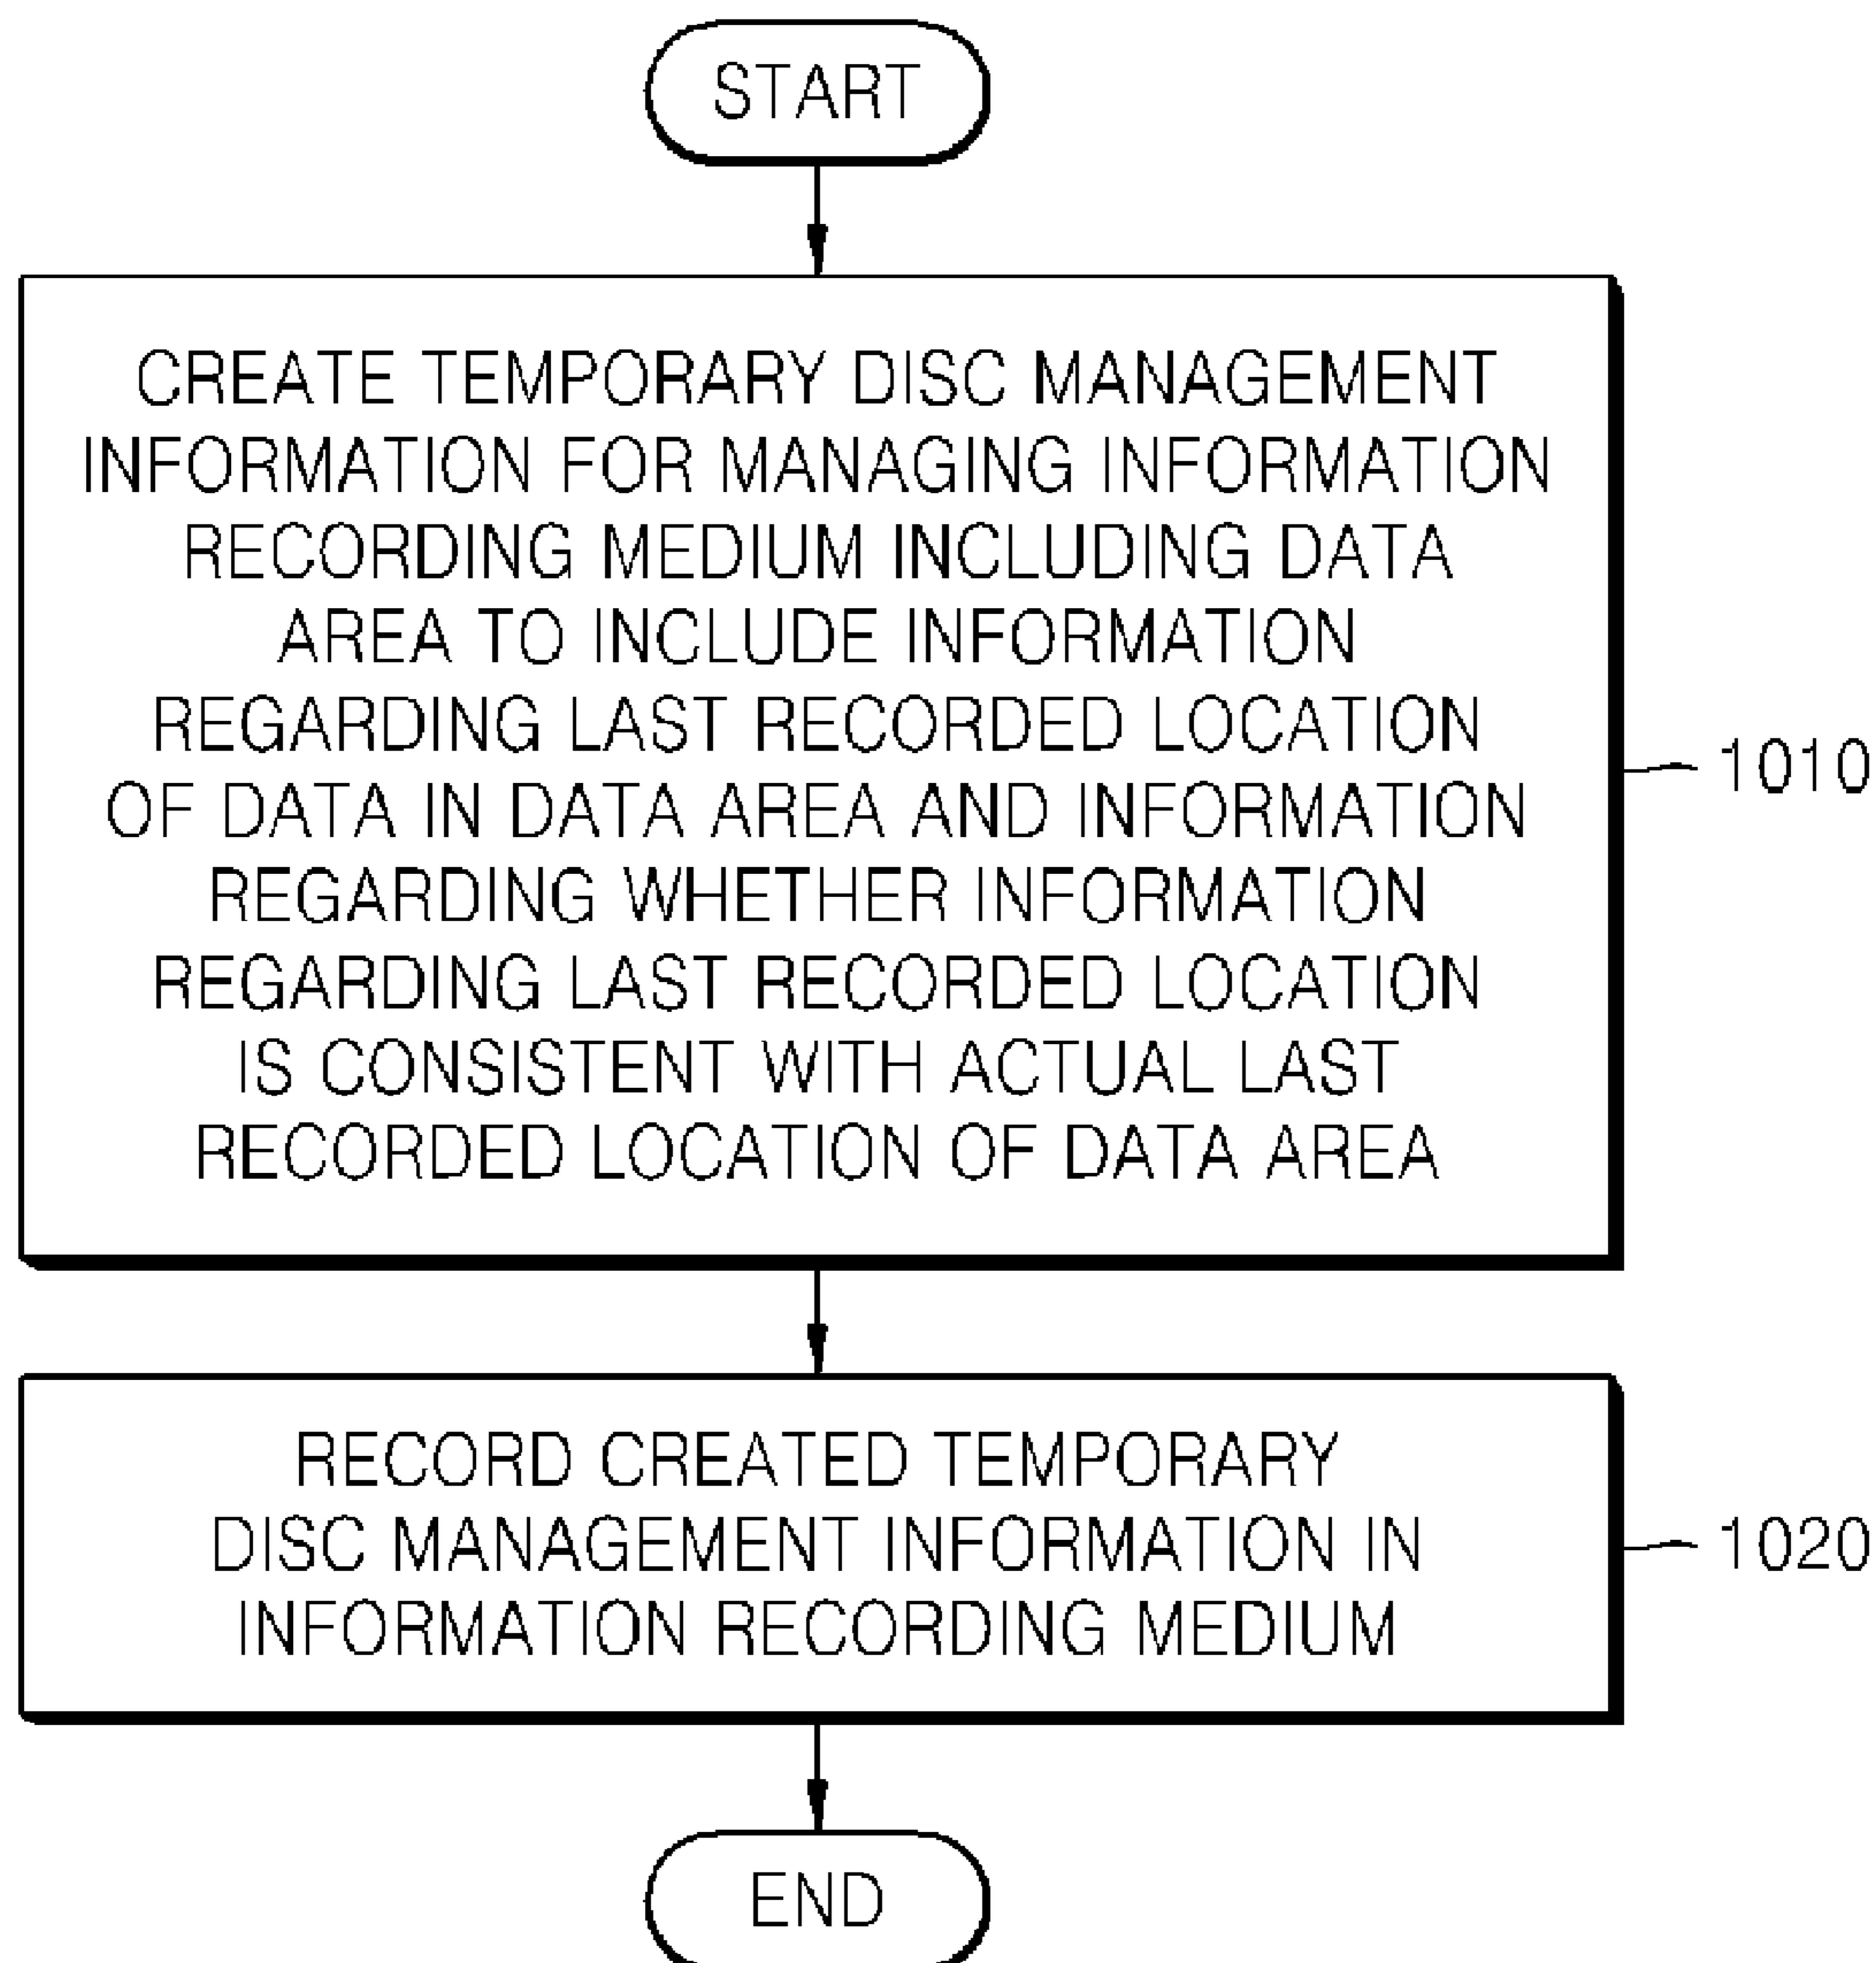 START
CREATE TEMPORARY DISC MANAGEMENT
INFORMATION FOR MANAGING INFORMATION
RECORDING MEDIUM INCLUDING DATA
AREA TO INCLUDE INFORMATION
REGARDING LAST RECORDED LOCATION
OF DATA IN DATA AREA AND INFORMATION
REGARDING WHETHER INFORMATION
REGARDING LAST RECORDED LOCATION
IS CONSISTENT WITH ACTUAL LAST
RECORDED LOCATION OF DATA AREA
1010
RECORD CREATED TEMPORARY
DISC MANAGEMENT INFORMATION IN
INFORMATION RECORDING MEDIUM
1020
END